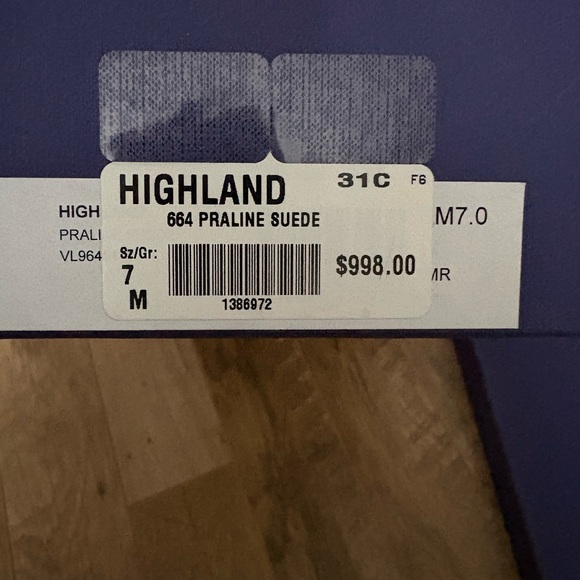 HIGHLAND 31C F6
664 PRALINE SUEDE
HIGH M7.0
PRALI
Sz/Gr:
VL964
7 $998.00 MR
M
1386972